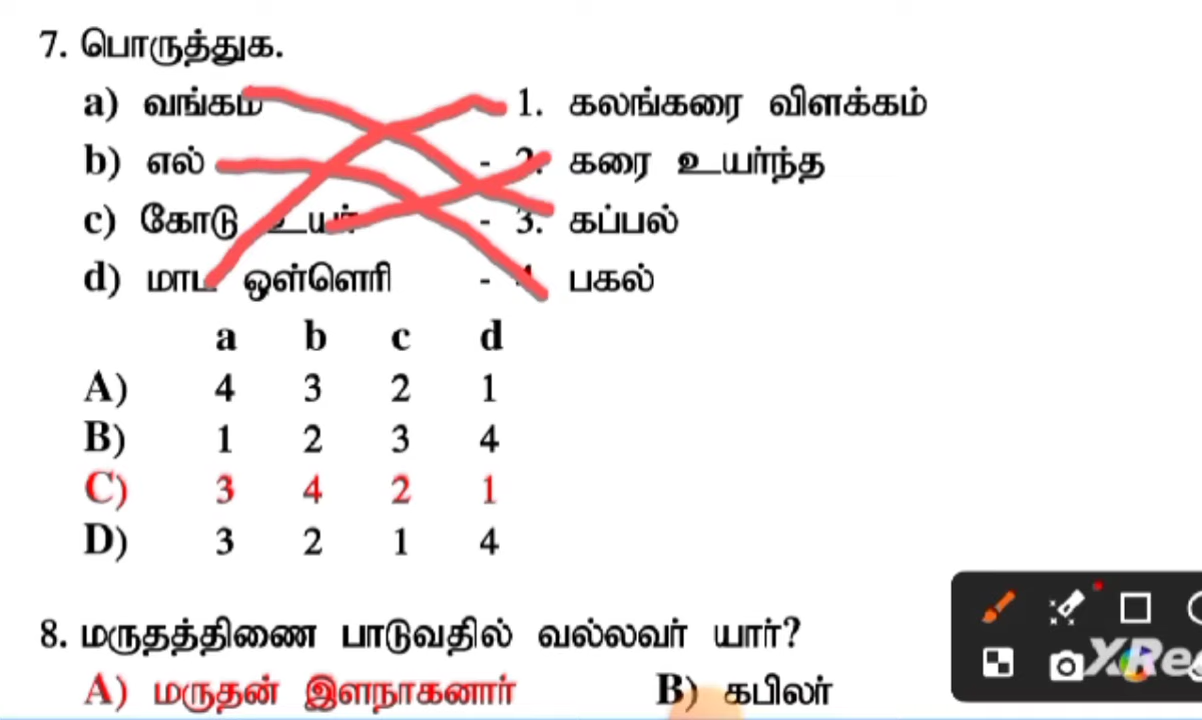 7. பொருத்துக.
a) வங்கம் 1. கலங்கரை விளக்கம்
b) எல் - 2. கரை உயர்ந்த
c) கோடு உயர் - 3. கப்பல்
d) மாட ஒள்ளெரி - 4. பகல்
a b c d
A) 4 3 2 1
B) 1 2 3 4
C) 3 4 2 1
D) 3 2 1 4
8. மருதத்திணை பாடுவதில் வல்லவர் யார்?
A) மருதன் இளநாகனார் B) கபிலர்